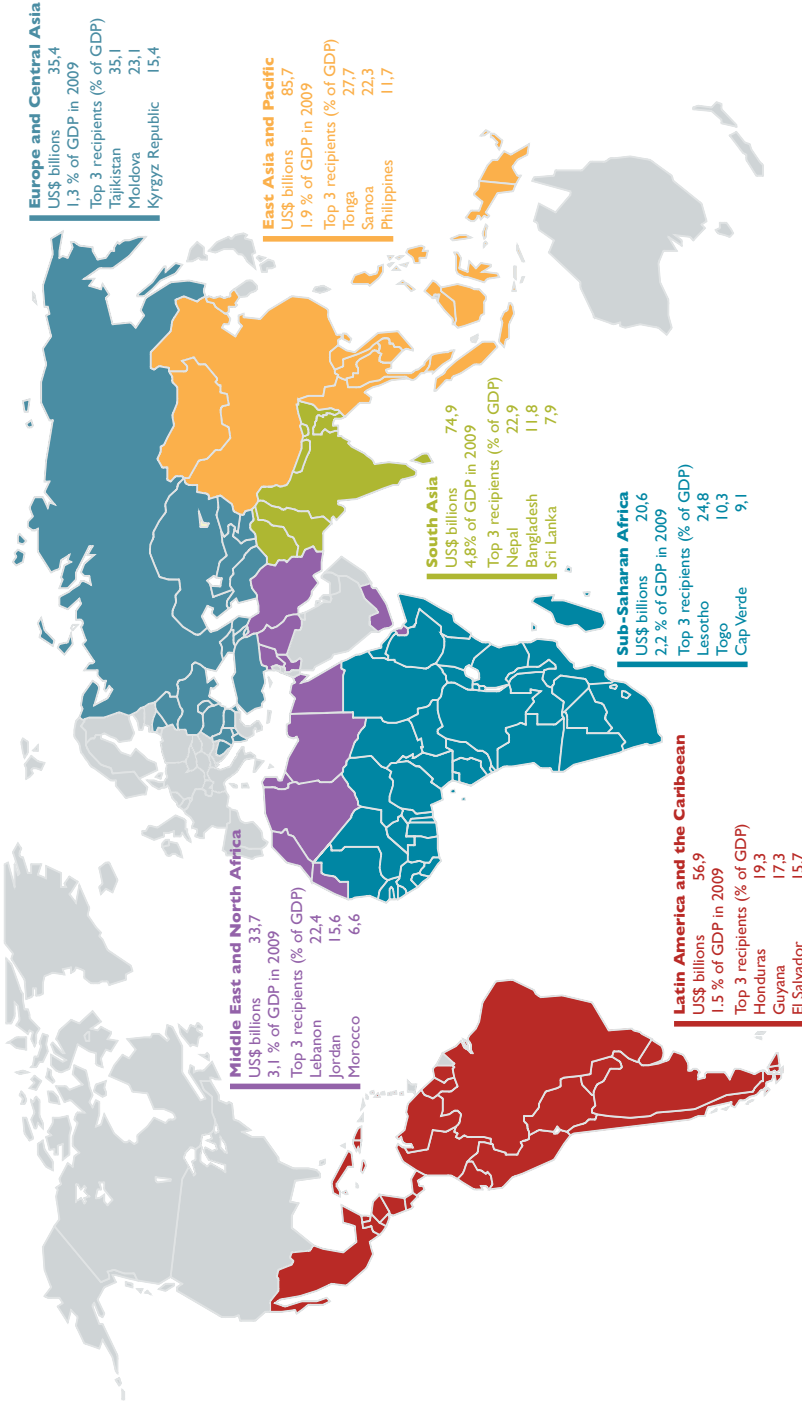 Europe and Central Asia
US$ billions 35,4
1,3 % of GDP in 2009
Top 3 recipients (% of GDP)
Tajikistan 35,1
Moldova 23,1
Kyrgyz Republic 15,4
East Asia and Pacific
US$ billions 85,7
1.9 % of GDP in 2009
Top 3 recipients (% of GDP)
Tonga 27,7
Samoa 22,3
Philippines 11,7
Middle East and North Africa
US$ billions 33,7
3,1 % of GDP in 2009
Top 3 recipients (% of GDP)
Lebanon 22,4
Jordan 15,6
Morocco 6,6
South Asia
US$ billions 74,9
4,8% of GDP in 2009
Top 3 recipients (% of GDP)
Nepal 22,9
Bangladesh 11,8
Sri Lanka 7,9
Sub-Saharan Africa
US$ billions 20,6
2,2 % of GDP in 2009
Top 3 recipients (% of GDP)
Lesotho 24,8
Togo 10,3
Cap Verde 9,1
Latin America and the Caribeean
US$ billions 56,9
1.5 % of GDP in 2009
Top 3 recipients (% of GDP)
Honduras 19,3
Guyana 17,3
El Salvador 15,7